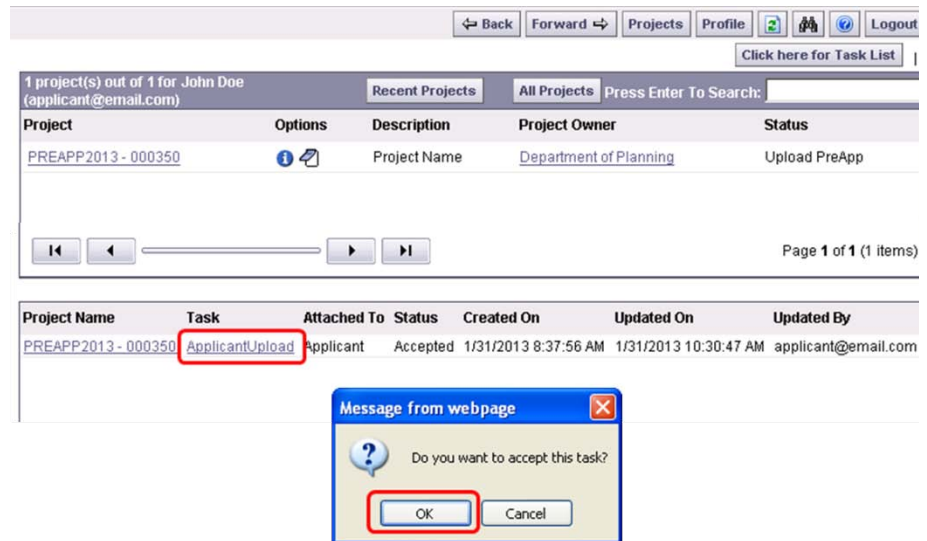 Back Forward Projects Profile Logout
Click here for Task List |
1 project(s) out of 1 for John Doe
(applicant@email.com)
Recent Projects All Projects Press Enter To Search:
Project Options Description Project Owner Status
PREAPP2013 - 000350 Project Name Department of Planning Upload PreApp
Page 1 of 1 (1 items)
Project Name Task Attached To Status Created On Updated On Updated By
PREAPP2013 - 000350 ApplicantUpload Applicant Accepted 1/31/2013 8:37:56 AM 1/31/2013 10:30:47 AM applicant@email.com
Message from webpage
Do you want to accept this task?
OK Cancel